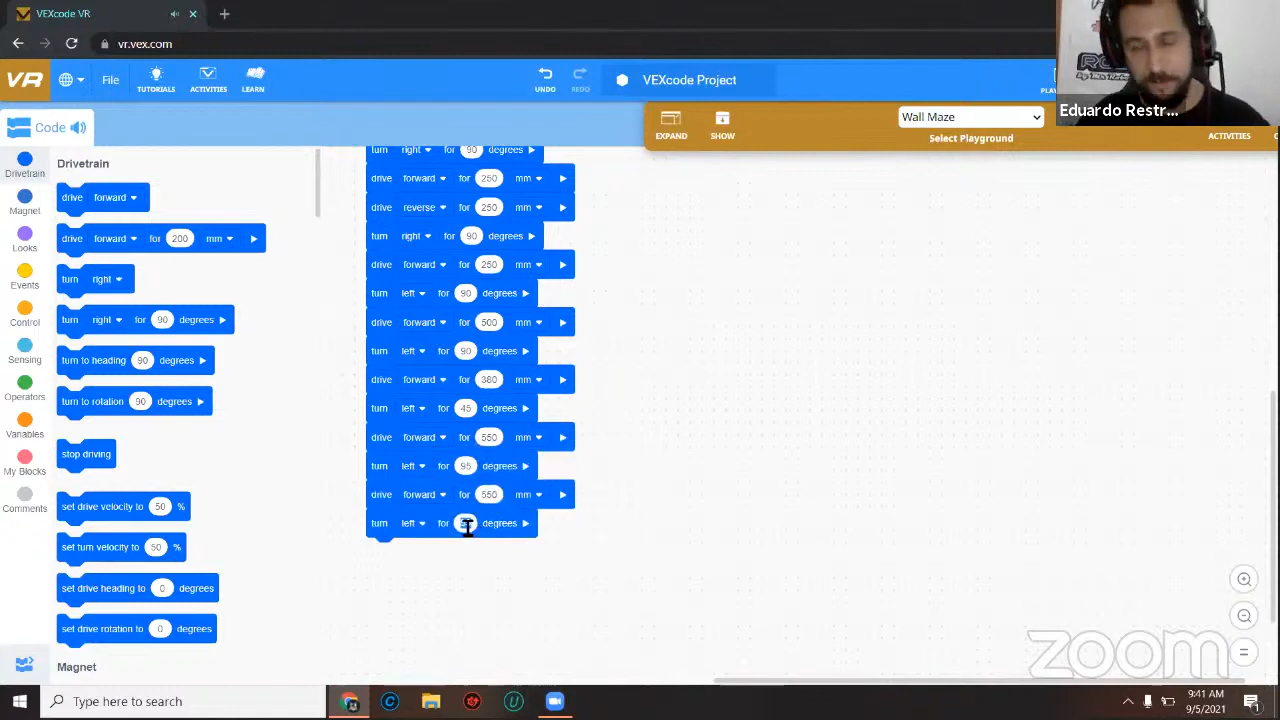 VEXcode VR
vr.vex.com
VR
File
TUTORIALS
ACTIVITIES
LEARN
UNDO
REDO
VEXcode Project
Eduardo Restr...
Code
EXPAND
SHOW
Wall Maze
Select Playground
ACTIVITIES
Drivetrain
Magnet
Looks
Events
Control
Sensing
Operators
Variables
My Blocks
Comments
Drivetrain
drive forward
drive forward for 200 mm
turn right
turn right for 90 degrees
turn to heading 90 degrees
turn to rotation 90 degrees
stop driving
set drive velocity to 50 %
set turn velocity to 50 %
set drive heading to 0 degrees
set drive rotation to 0 degrees
Magnet
turn right for 90 degrees
drive forward for 250 mm
drive reverse for 250 mm
turn right for 90 degrees
drive forward for 250 mm
turn left for 90 degrees
drive forward for 500 mm
turn left for 90 degrees
drive forward for 380 mm
turn left for 45 degrees
drive forward for 550 mm
turn left for 95 degrees
drive forward for 550 mm
turn left for degrees
zoom
Type here to search
9:41 AM
9/5/2021